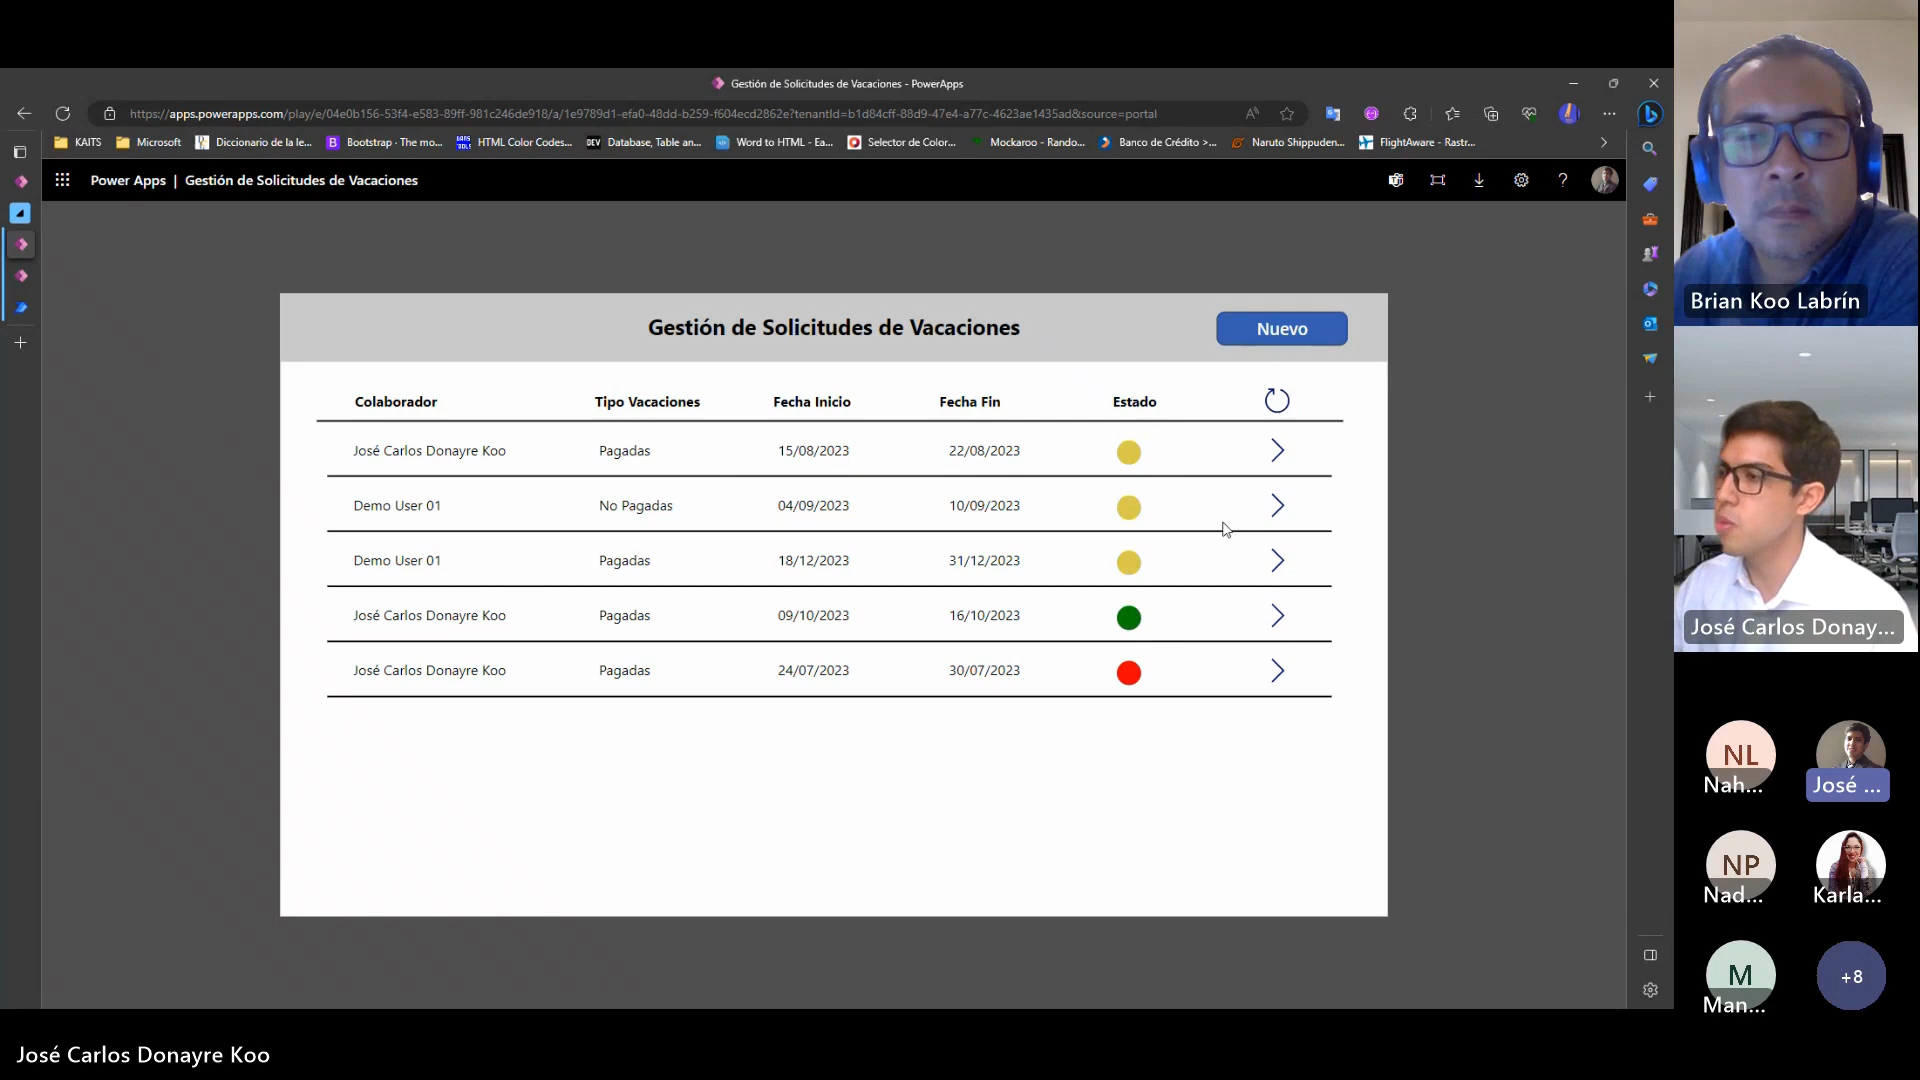 Gestión de Solicitudes de Vacaciones - PowerApps
https://apps.powerapps.com/play/e/04e0b156-53f4-e583-89ff-981c246de918/a/1e9789d1-efa0-48dd-b259-f604ecd2862e?tenantId=b1d84cff-88d9-47e4-a77c-4623ae1435ad&source=portal
KAITS Microsoft Diccionario de la le... Bootstrap · The mo... HTML Color Codes... DEV Database, Table an... Word to HTML - Ea... Selector de Color... Mockaroo - Rando... Banco de Crédito >... Naruto Shippuden... FlightAware - Rastr...
Power Apps | Gestión de Solicitudes de Vacaciones
Gestión de Solicitudes de Vacaciones
Nuevo
Colaborador Tipo Vacaciones Fecha Inicio Fecha Fin Estado
José Carlos Donayre Koo Pagadas 15/08/2023 22/08/2023
Demo User 01 No Pagadas 04/09/2023 10/09/2023
Demo User 01 Pagadas 18/12/2023 31/12/2023
José Carlos Donayre Koo Pagadas 09/10/2023 16/10/2023
José Carlos Donayre Koo Pagadas 24/07/2023 30/07/2023
Brian Koo Labrín
José Carlos Donay...
NL
Nah... José ...
NP
Nad... Karla...
M +8
Man...
José Carlos Donayre Koo